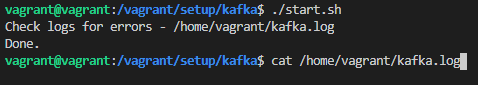 vagrant@vagrant:/vagrant/setup/kafka$ ./start.sh
Check logs for errors - /home/vagrant/kafka.log
Done.
vagrant@vagrant:/vagrant/setup/kafka$ cat /home/vagrant/kafka.log